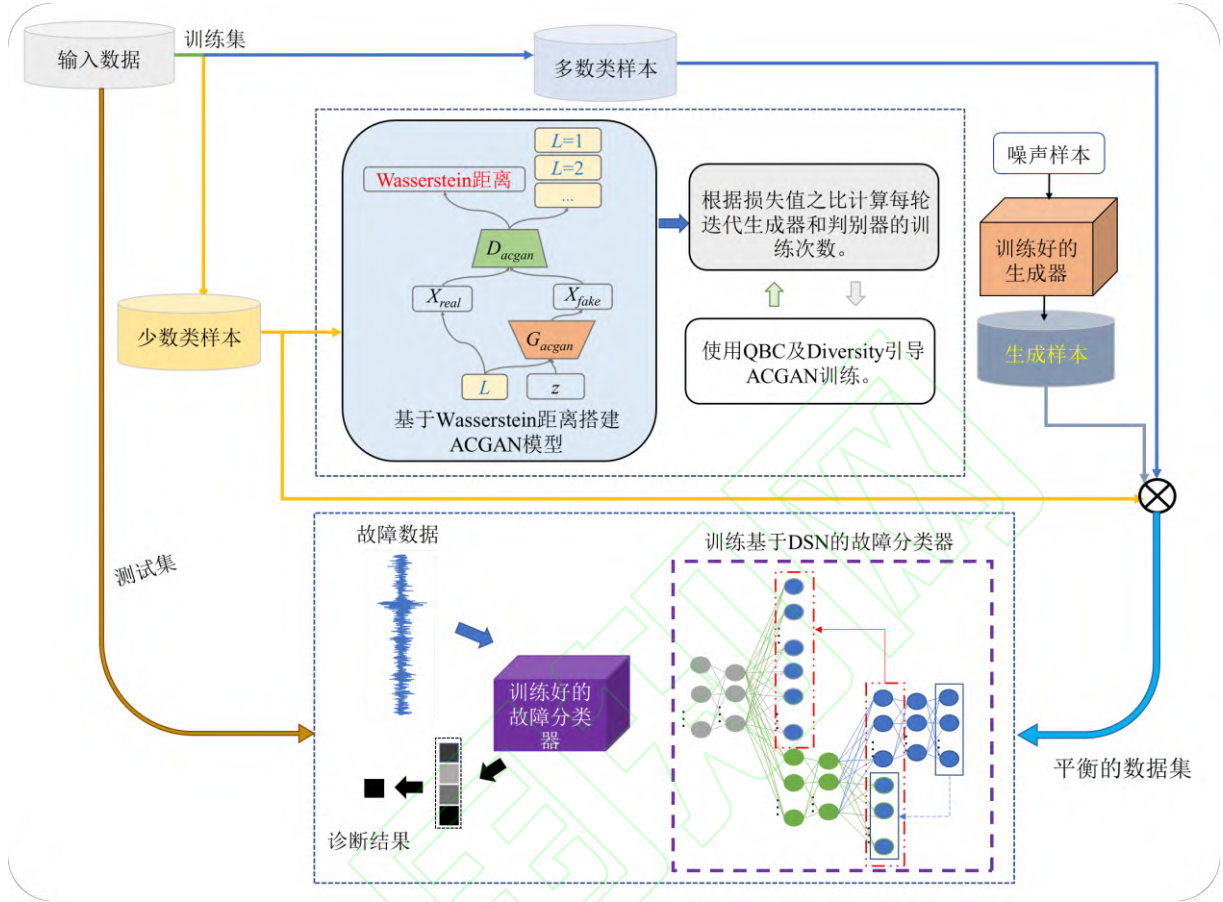 输入数据
训练集
多数类样本
L=1
L=2
...
Wasserstein距离
D_acgan
X_real
X_fake
G_acgan
L
z
基于Wasserstein距离搭建
ACGAN模型
根据损失值之比计算每轮
迭代生成器和判别器的训
练次数。
使用QBC及Diversity引导
ACGAN训练。
噪声样本
训练好的
生成器
生成样本
少数类样本
测试集
故障数据
训练好的
故障分类
器
诊断结果
训练基于DSN的故障分类器
平衡的数据集